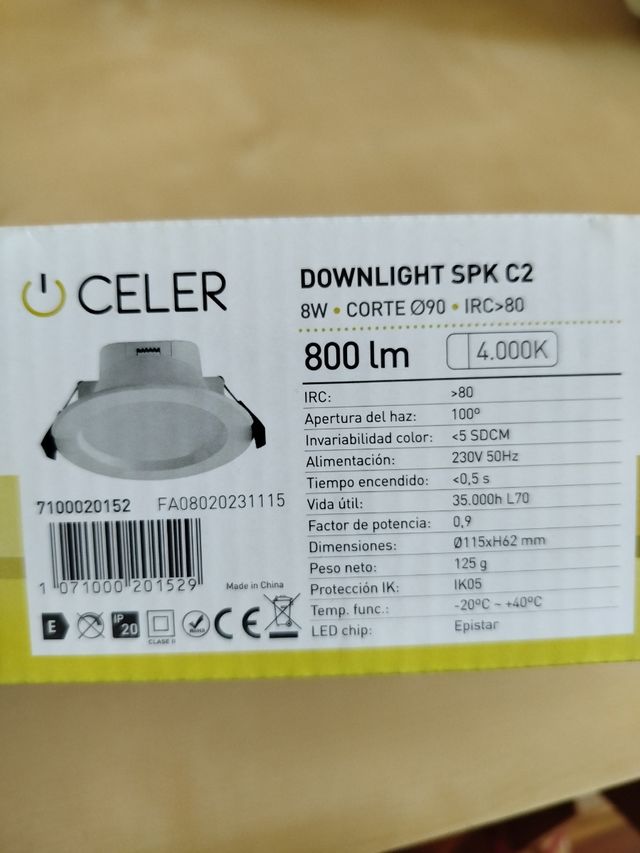 CELER
DOWNLIGHT SPK C2
8W • CORTE Ø90 • IRC>80
800 lm 4.000K
IRC: >80
Apertura del haz: 100º
Invariabilidad color: <5 SDCM
Alimentación: 230V 50Hz
Tiempo encendido: <0,5 s
Vida útil: 35.000h L70
Factor de potencia: 0,9
Dimensiones: Ø115xH62 mm
Peso neto: 125 g
Protección IK: IK05
Temp. func.: -20ºC ~ +40ºC
LED chip: Epistar
7100020152 FA08020231115
1 071000 201529
Made in China
E
IP
20
CLASE II
RoHS
CE